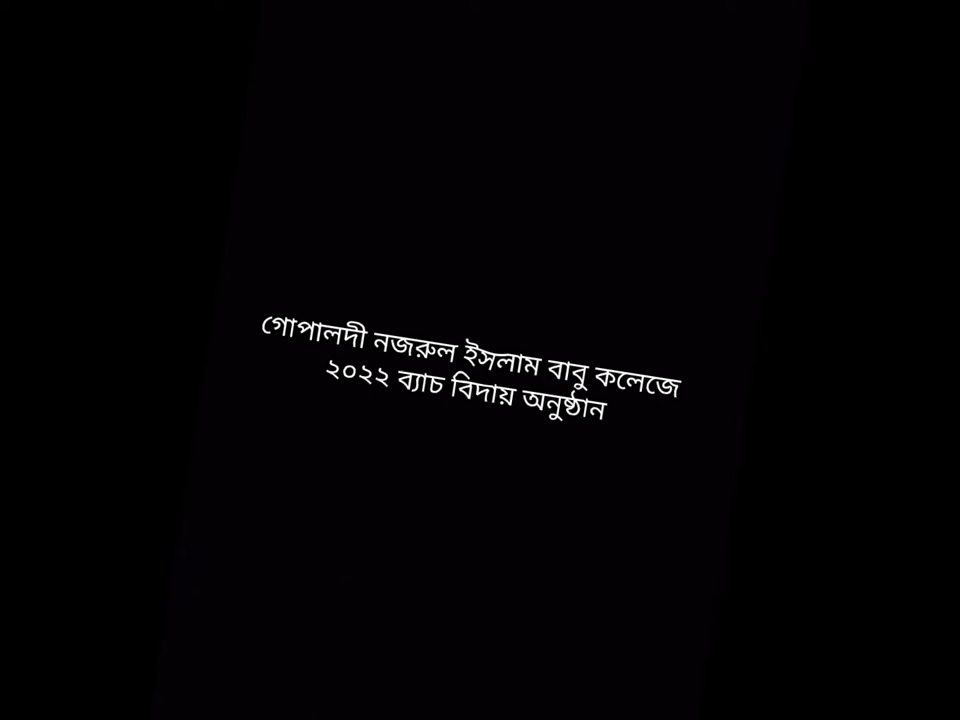 গোপালদী নজরুল ইসলাম বাবু কলেজে
২০২২ ব্যাচ বিদায় অনুষ্ঠান